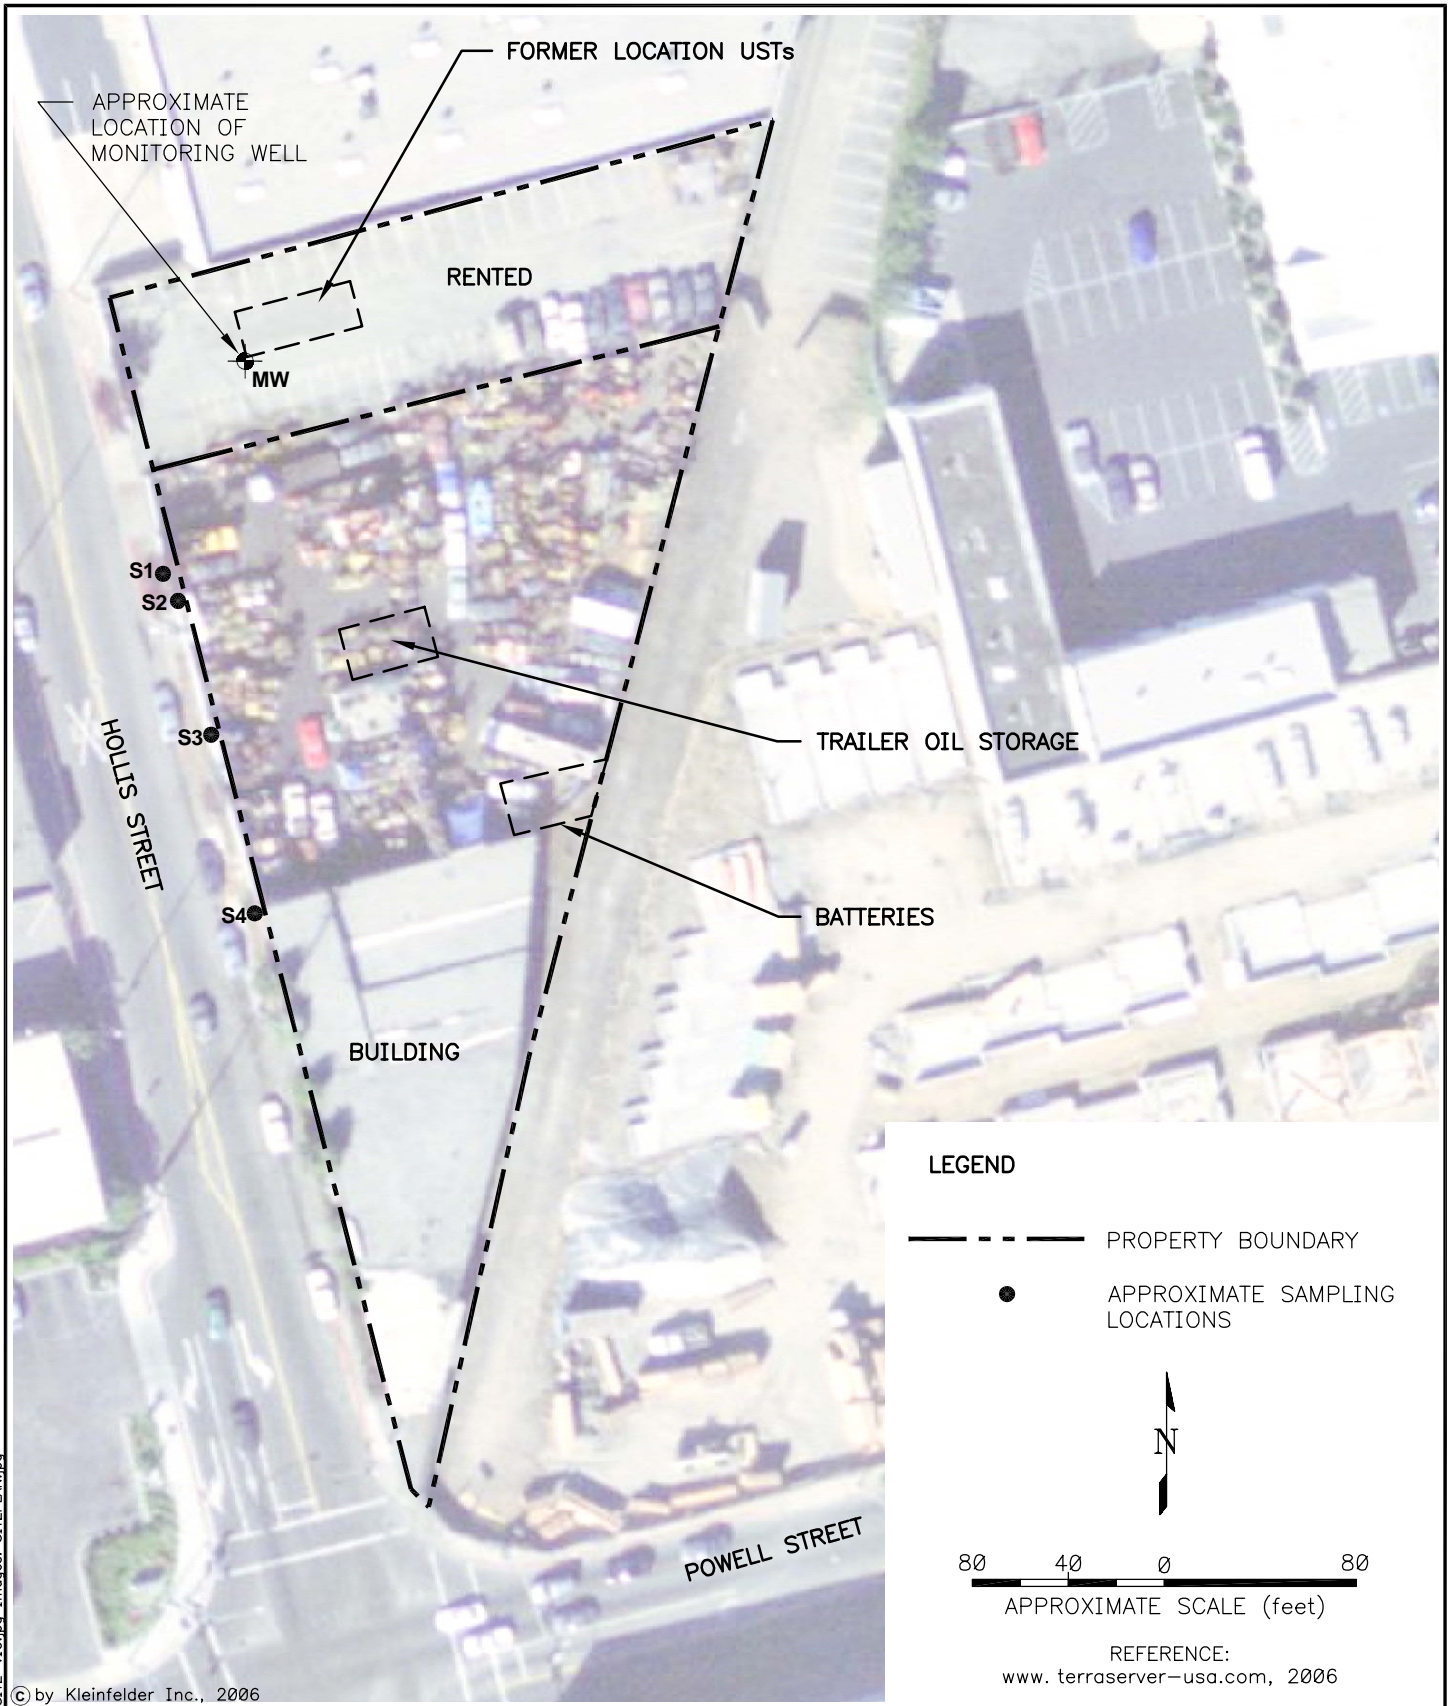 FORMER LOCATION USTs
APPROXIMATE
LOCATION OF
MONITORING WELL
RENTED
MW
S1
S2
S3
HOLLIS STREET
TRAILER OIL STORAGE
S4
BATTERIES
BUILDING
LEGEND
PROPERTY BOUNDARY
APPROXIMATE SAMPLING
LOCATIONS
N
POWELL STREET
80 40 0 80
APPROXIMATE SCALE (feet)
REFERENCE:
www.terraserver-usa.com, 2006
© by Kleinfelder Inc., 2006